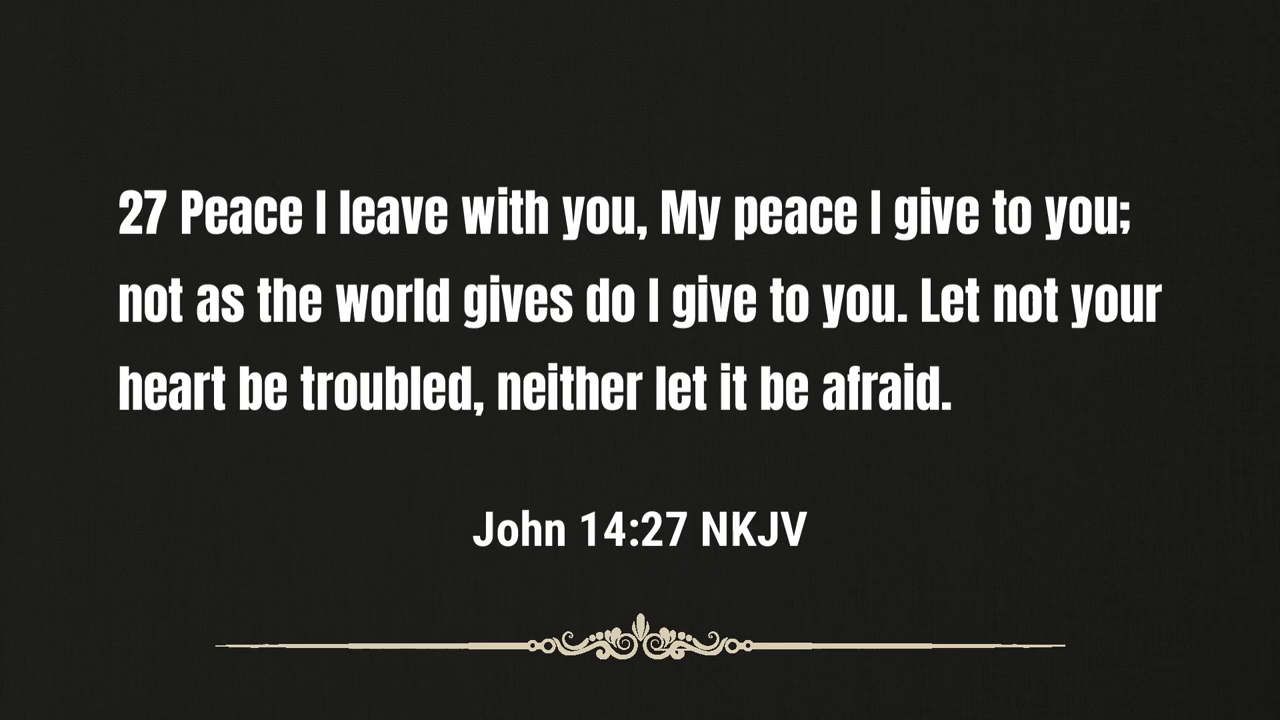 27 Peace I leave with you, My peace I give to you;
not as the world gives do I give to you. Let not your
heart be troubled, neither let it be afraid.
John 14:27 NKJV